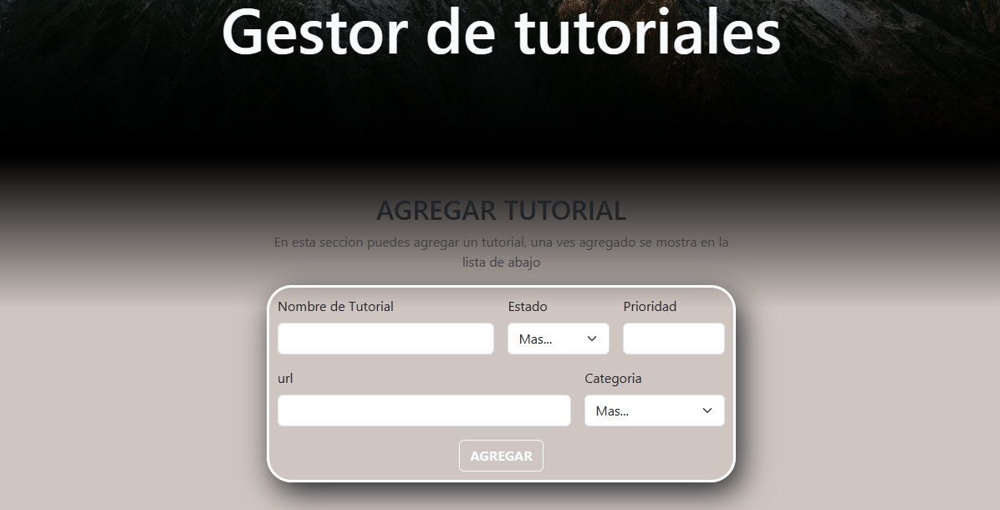 Gestor de tutoriales
AGREGAR TUTORIAL
En esta seccion puedes agregar un tutorial, una ves agregado se mostra en la
lista de abajo
Nombre de Tutorial Estado Prioridad
Mas...
url Categoria
Mas...
AGREGAR